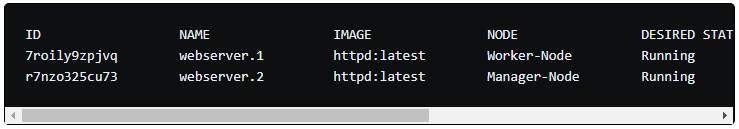 ID NAME IMAGE NODE DESIRED STAT
7roily9zpjvq webserver.1 httpd:latest Worker-Node Running
r7nzo325cu73 webserver.2 httpd:latest Manager-Node Running